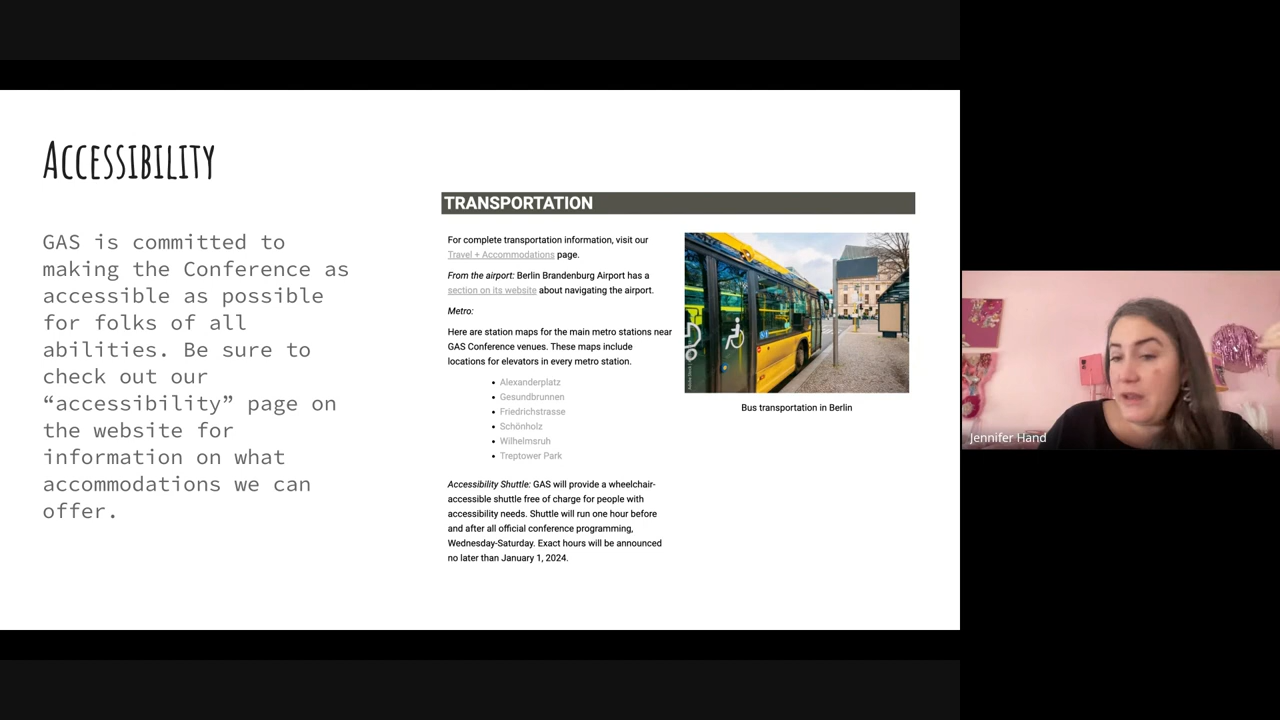 Accessibility
GAS is committed to
making the Conference as
accessible as possible
for folks of all
abilities. Be sure to
check out our
“accessibility” page on
the website for
information on what
accommodations we can
offer.
TRANSPORTATION
For complete transportation information, visit our
Travel + Accommodations page.
From the airport: Berlin Brandenburg Airport has a
section on its website about navigating the airport.
Metro:
Here are station maps for the main metro stations near
GAS Conference venues. These maps include
locations for elevators in every metro station.
• Alexanderplatz
• Gesundbrunnen
• Friedrichstrasse
• Schönholz
• Wilhelmsruh
• Treptower Park
Accessibility Shuttle: GAS will provide a wheelchair-
accessible shuttle free of charge for people with
accessibility needs. Shuttle will run one hour before
and after all official conference programming,
Wednesday-Saturday. Exact hours will be announced
no later than January 1, 2024.
Bus transportation in Berlin
Jennifer Hand